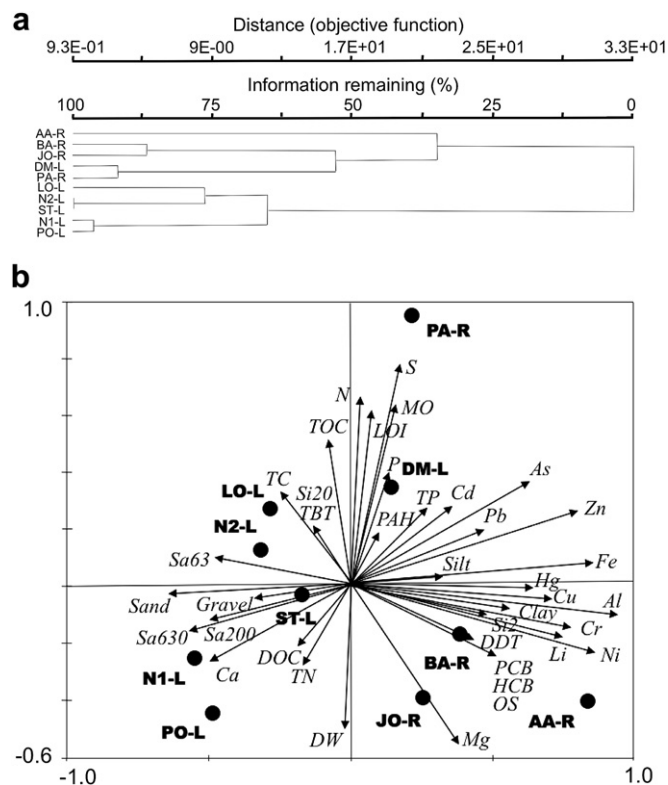 a
Distance (objective function)
9.3E-01 9E-00 1.7E+01 2.5E+01 3.3E+01
Information remaining (%)
100 75 50 25 0
AA-R
BA-R
JO-R
DM-L
PA-R
LO-L
N2-L
ST-L
N1-L
PO-L
b
1.0
PA-R
S
N
MO
LOI
TOC
P
DM-L
As
TC
LO-L
Si20
TBT
TP
Cd
Zn
N2-L
PAH
Pb
Sa63
Silt
Fe
Hg
Sand
Gravel
Cu
Al
ST-L
Clay
Sa630
Sa200
Si2
Cr
DOC
DDT
Li
Ni
N1-L
Ca
TN
BA-R
PCB
HCB
OS
PO-L
JO-R
AA-R
DW
Mg
-0.6
-1.0 1.0